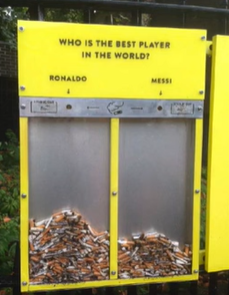 WHO IS THE BEST PLAYER
IN THE WORLD?
RONALDO
MESSI